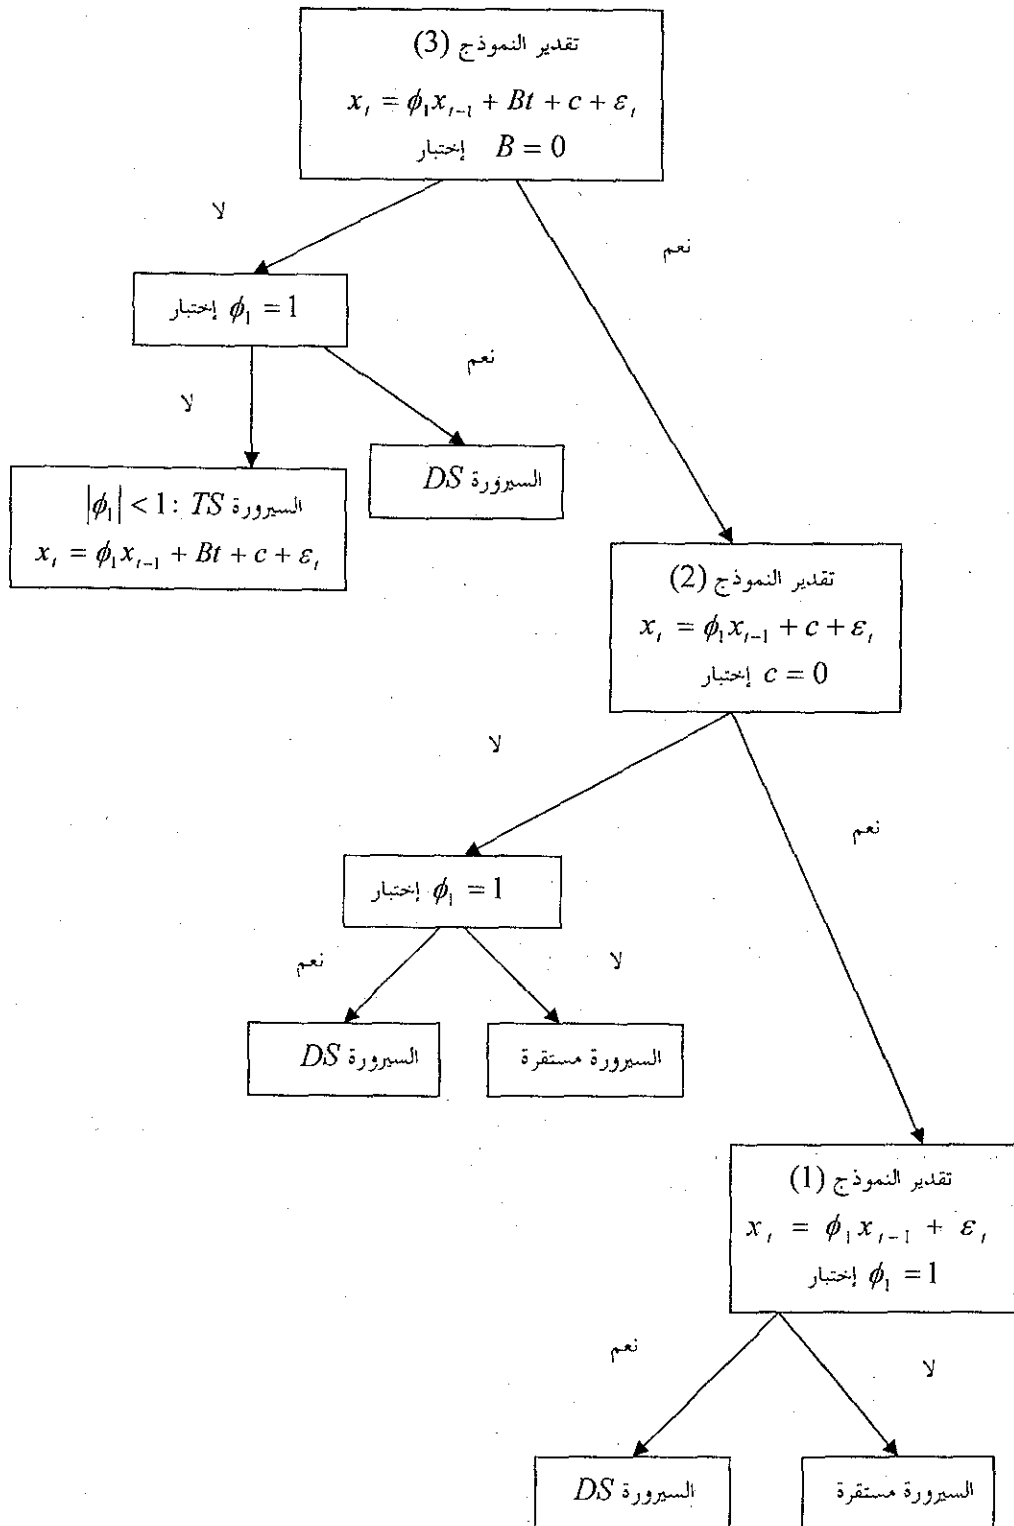 تقدير النموذج (3)
x_t = ϕ_1 x_{t-1} + Bt + c + ε_t
إختبار B = 0
لا
نعم
إختبار ϕ_1 = 1
نعم
لا
السيرورة DS
السيرورة TS : |ϕ_1| < 1
x_t = ϕ_1 x_{t-1} + Bt + c + ε_t
تقدير النموذج (2)
x_t = ϕ_1 x_{t-1} + c + ε_t
إختبار c = 0
لا
نعم
إختبار ϕ_1 = 1
نعم
لا
السيرورة DS
السيرورة مستقرة
تقدير النموذج (1)
x_t = ϕ_1 x_{t-1} + ε_t
إختبار ϕ_1 = 1
نعم
لا
السيرورة DS
السيرورة مستقرة